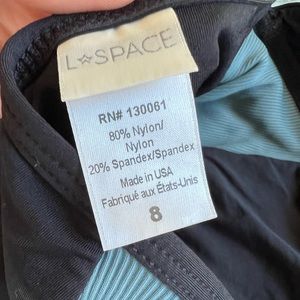 L☆SPACE
RN# 130061
80% Nylon/
Nylon
20% Spandex/Spandex
Made in USA
Fabriqué aux États-Unis
8